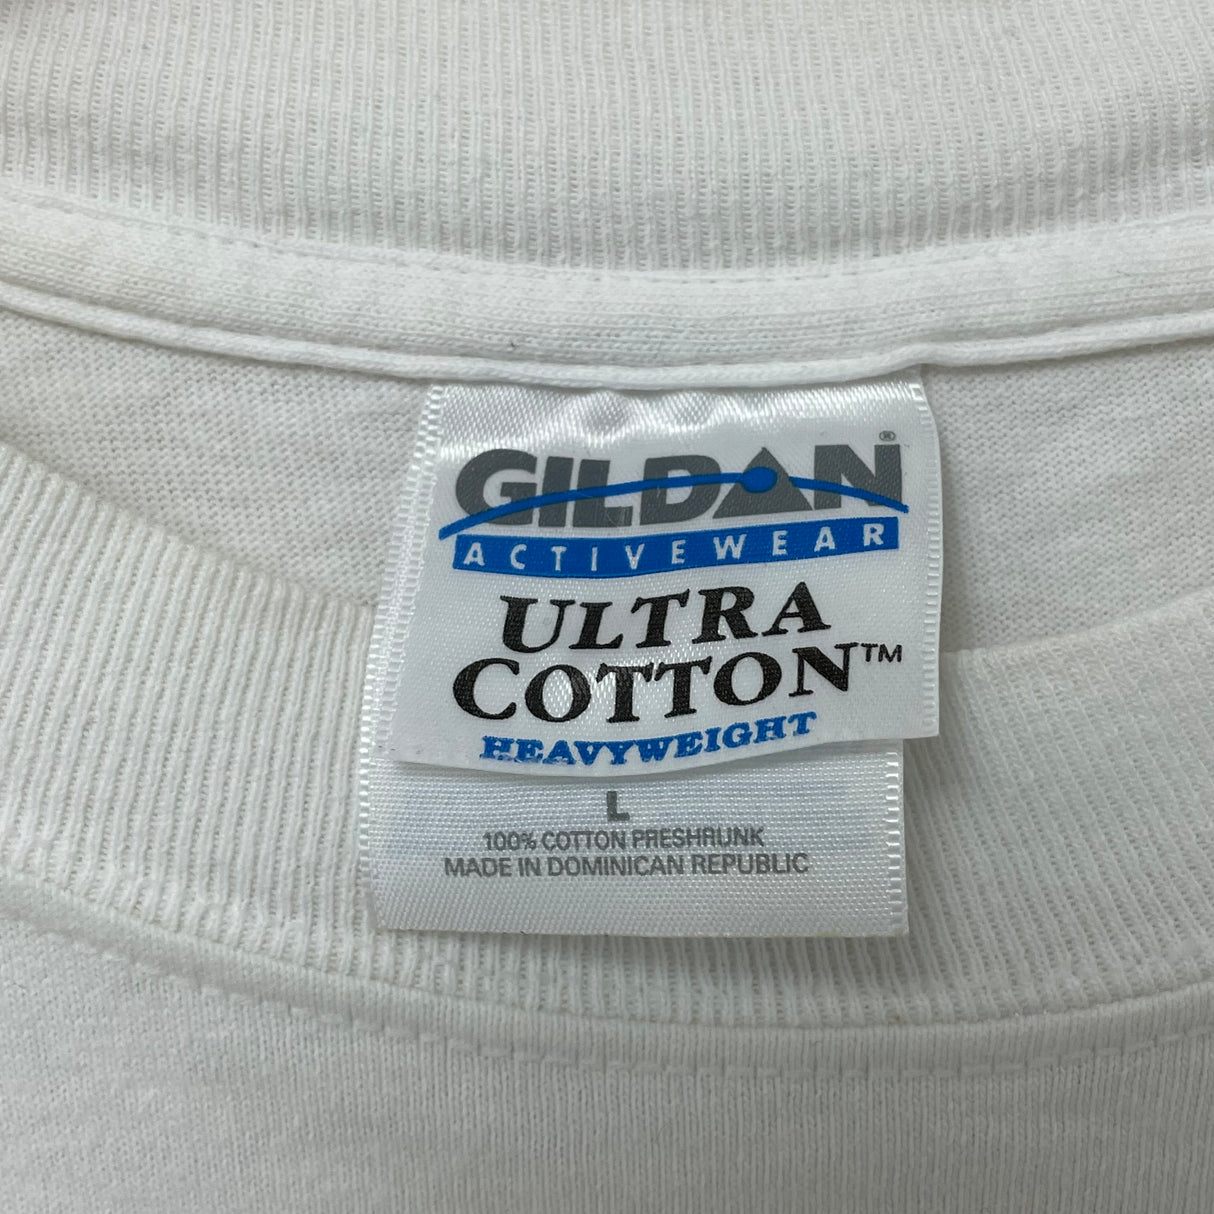 GILDAN®
ACTIVEWEAR
ULTRA
COTTON™
HEAVYWEIGHT
L
100% COTTON PRESHRUNK
MADE IN DOMINICAN REPUBLIC